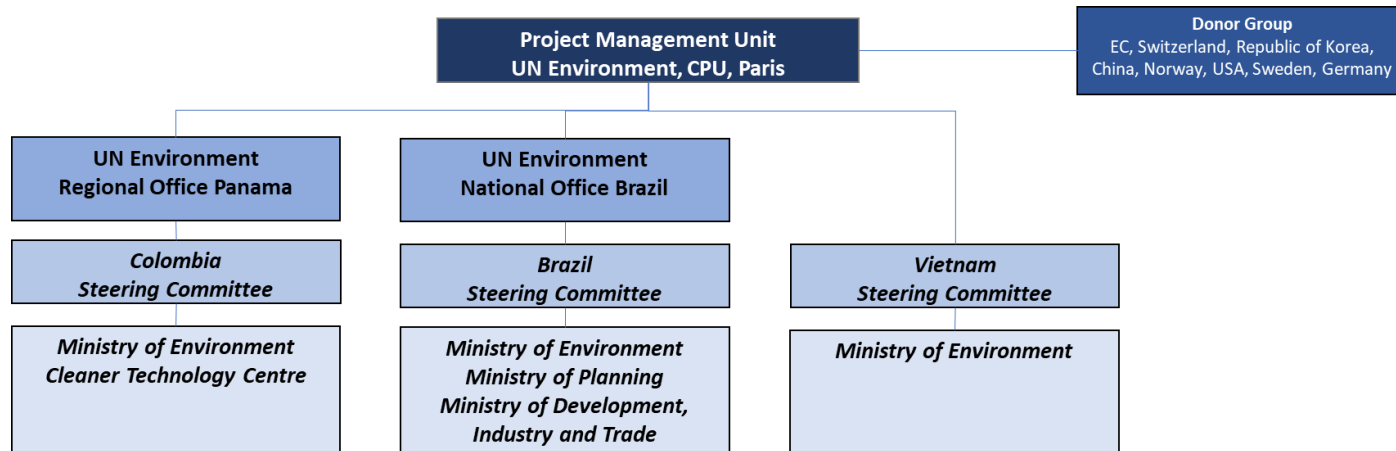 Project Management Unit
UN Environment, CPU, Paris
Donor Group
EC, Switzerland, Republic of Korea,
China, Norway, USA, Sweden, Germany
UN Environment
Regional Office Panama
UN Environment
National Office Brazil
Colombia
Steering Committee
Brazil
Steering Committee
Vietnam
Steering Committee
Ministry of Environment
Cleaner Technology Centre
Ministry of Environment
Ministry of Planning
Ministry of Development,
Industry and Trade
Ministry of Environment